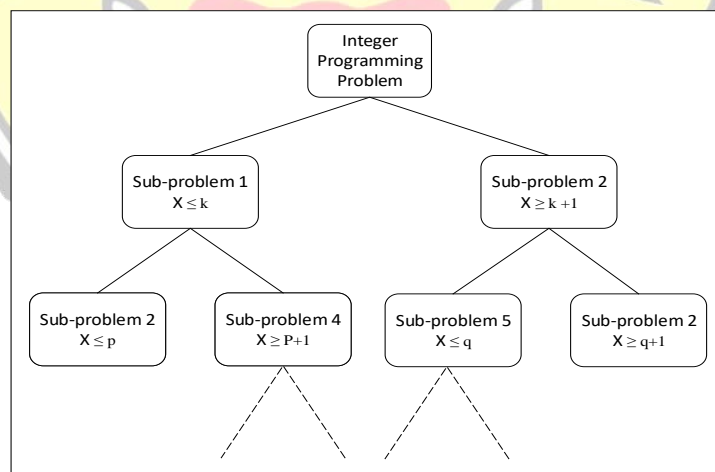 Integer
Programming
Problem
Sub-problem 1
X ≤ k
Sub-problem 2
X ≥ k +1
Sub-problem 2
X ≤ p
Sub-problem 4
X ≥ P+1
Sub-problem 5
X ≤ q
Sub-problem 2
X ≥ q+1